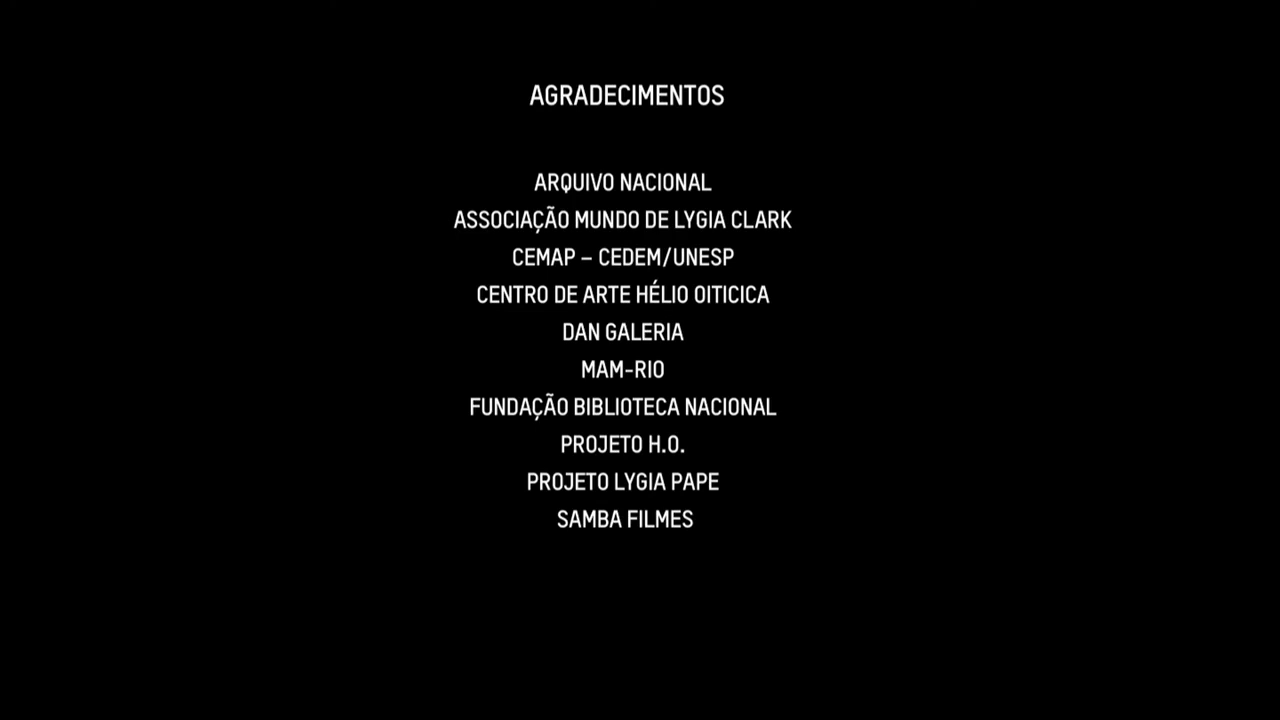 AGRADECIMENTOS
ARQUIVO NACIONAL
ASSOCIAÇÃO MUNDO DE LYGIA CLARK
CEMAP – CEDEM/UNESP
CENTRO DE ARTE HÉLIO OITICICA
DAN GALERIA
MAM-RIO
FUNDAÇÃO BIBLIOTECA NACIONAL
PROJETO H.O.
PROJETO LYGIA PAPE
SAMBA FILMES